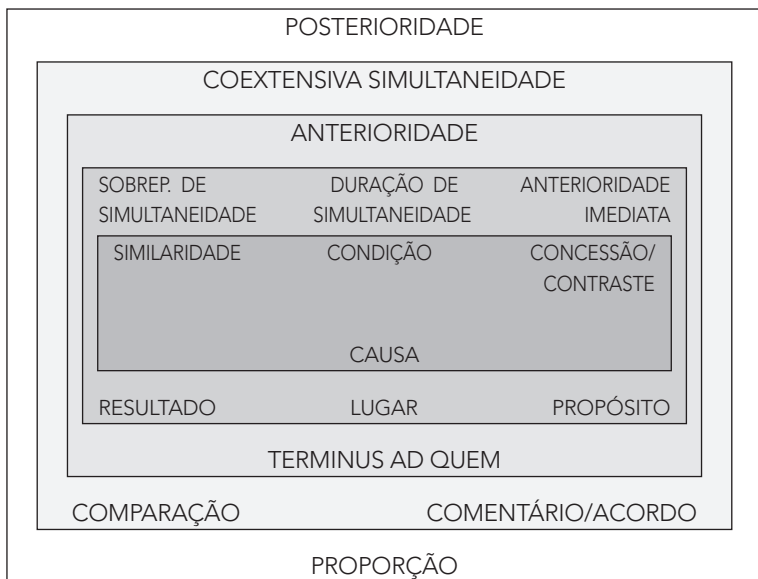 POSTERIORIDADE
COEXTENSIVA SIMULTANEIDADE
ANTERIORIDADE
SOBREP. DE DURAÇÃO DE ANTERIORIDADE
SIMULTANEIDADE SIMULTANEIDADE IMEDIATA
SIMILARIDADE CONDIÇÃO CONCESSÃO/
CONTRASTE
CAUSA
RESULTADO LUGAR PROPÓSITO
TERMINUS AD QUEM
COMPARAÇÃO COMENTÁRIO/ACORDO
PROPORÇÃO